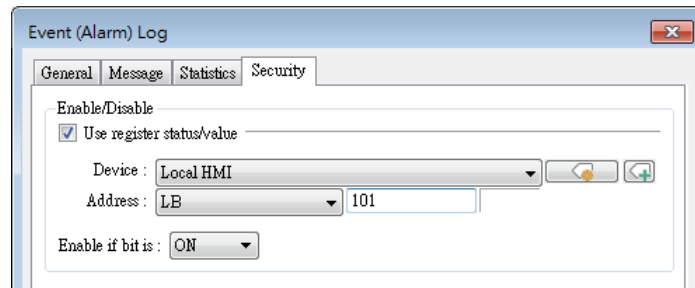 Event (Alarm) Log
General Message Statistics Security
Enable/Disable
Use register status/value
Device : Local HMI
Address : LB 101
Enable if bit is : ON